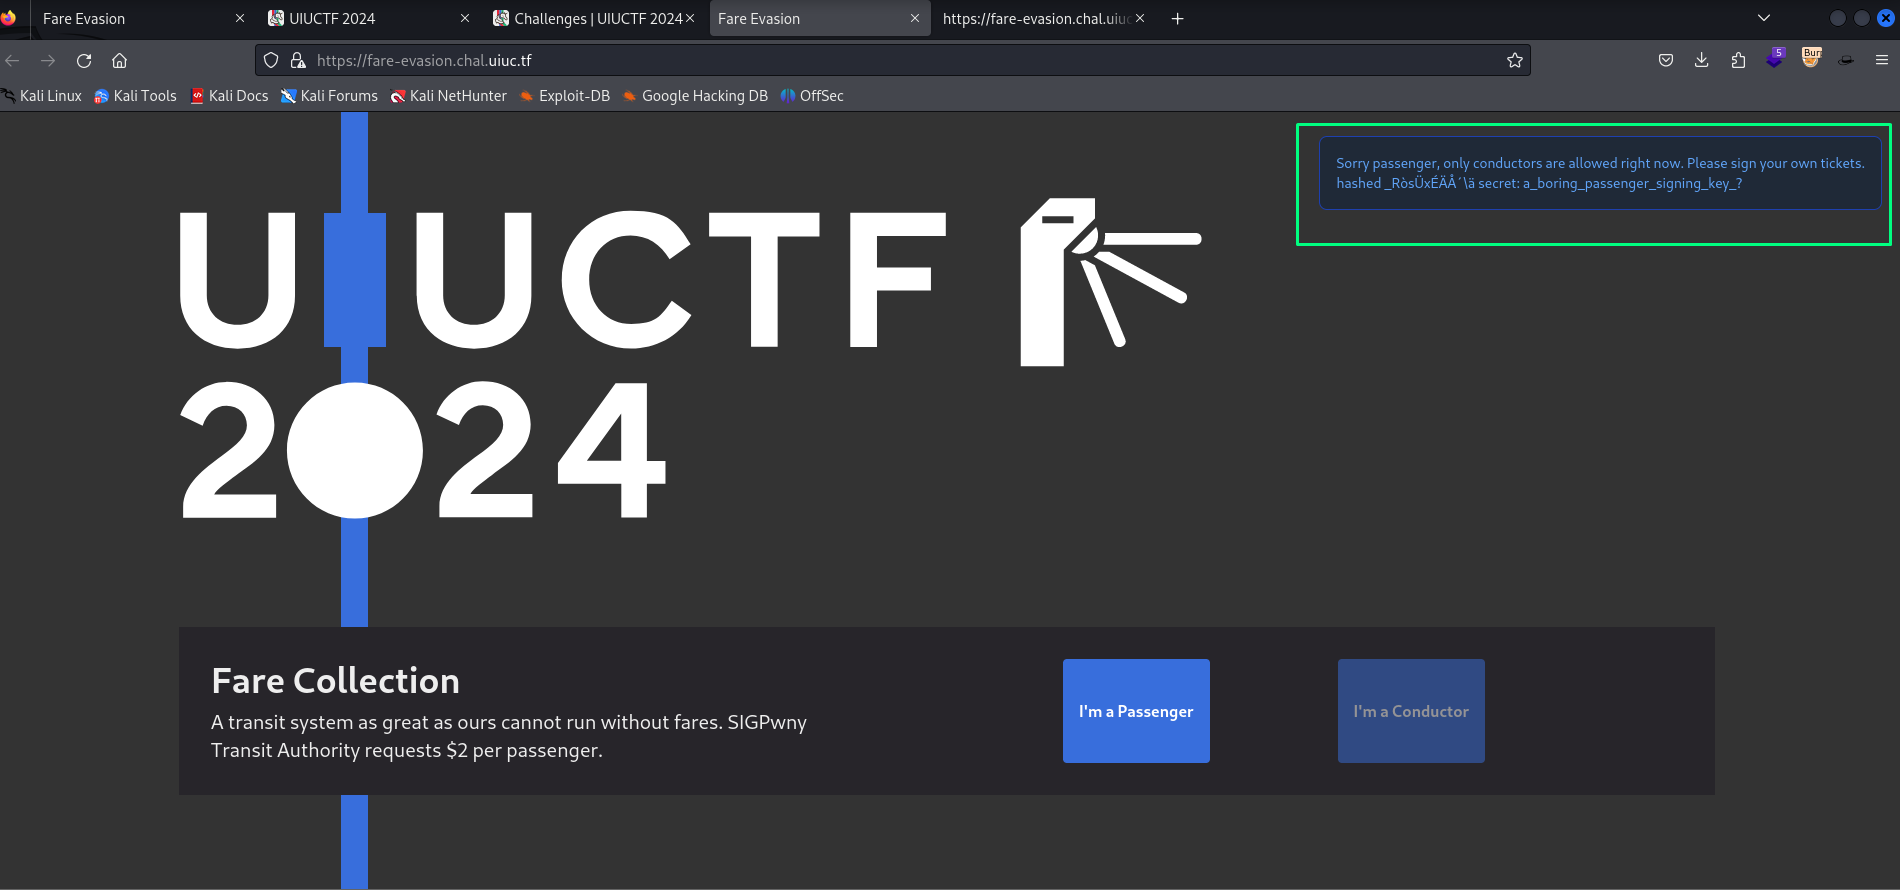 Fare Evasion
UIUCTF 2024
Challenges | UIUCTF 2024
Fare Evasion
https://fare-evasion.chal.uiuc
https://fare-evasion.chal.uiuc.tf
5
Bur
Kali Linux
Kali Tools
Kali Docs
Kali Forums
Kali NetHunter
Exploit-DB
Google Hacking DB
OffSec
Sorry passenger, only conductors are allowed right now. Please sign your own tickets.
hashed _RòsÜxÉÄÅ´\ä secret: a_boring_passenger_signing_key_?
UIUCTF
2024
Fare Collection
A transit system as great as ours cannot run without fares. SIGPwny
Transit Authority requests $2 per passenger.
I'm a Passenger
I'm a Conductor